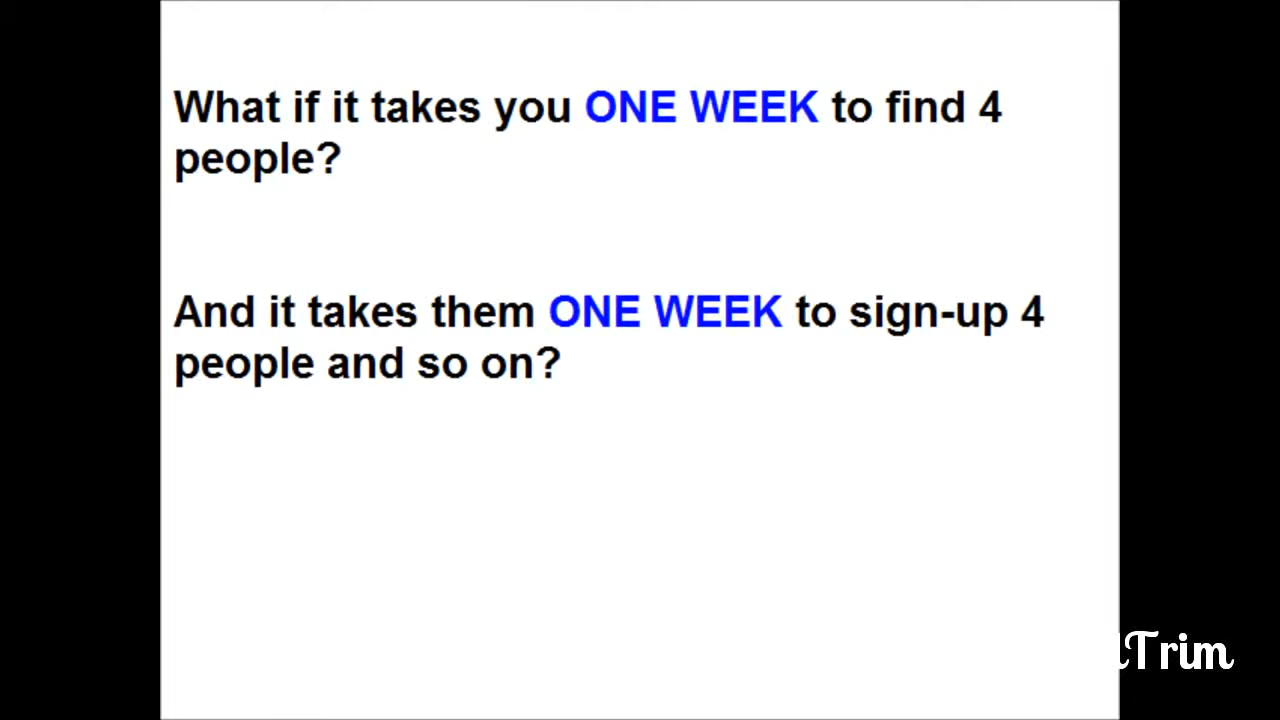 What if it takes you ONE WEEK to find 4
people?
And it takes them ONE WEEK to sign-up 4
people and so on?
Trim